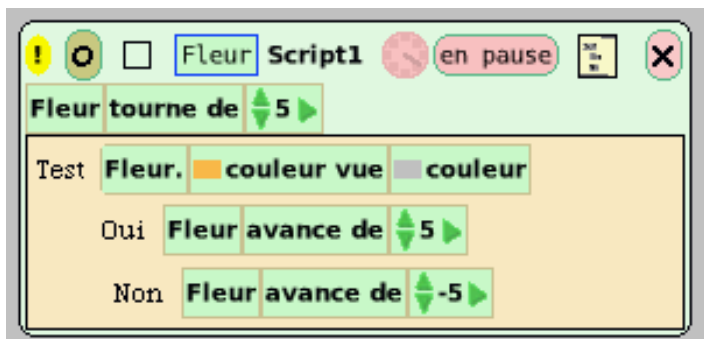 ! O Fleur Script1 en pause X
Fleur tourne de 5
Test Fleur. couleur vue couleur
Oui Fleur avance de 5
Non Fleur avance de -5